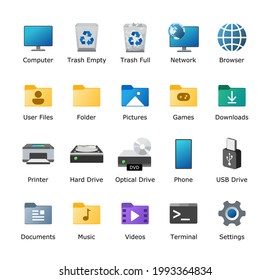 Computer
Trash Empty
Trash Full
Network
Browser
User Files
Folder
Pictures
Games
Downloads
DVD
Printer
Hard Drive
Optical Drive
Phone
USB Drive
Documents
Music
Videos
Terminal
Settings
shutterstock.com · 1993364834